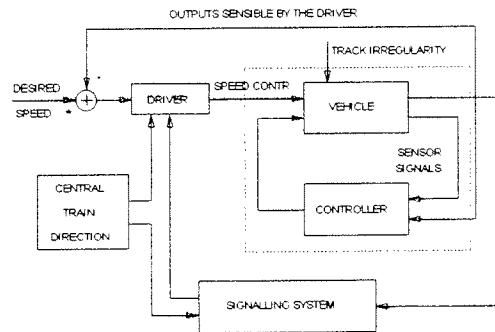 OUTPUTS SENSIBLE BY THE DRIVER
TRACK IRREGULARITY
DESIRED
SPEED
DRIVER
SPEED CONTR
VEHICLE
SENSOR
SIGNALS
CENTRAL
TRAIN
DIRECTION
CONTROLLER
SIGNALLING SYSTEM